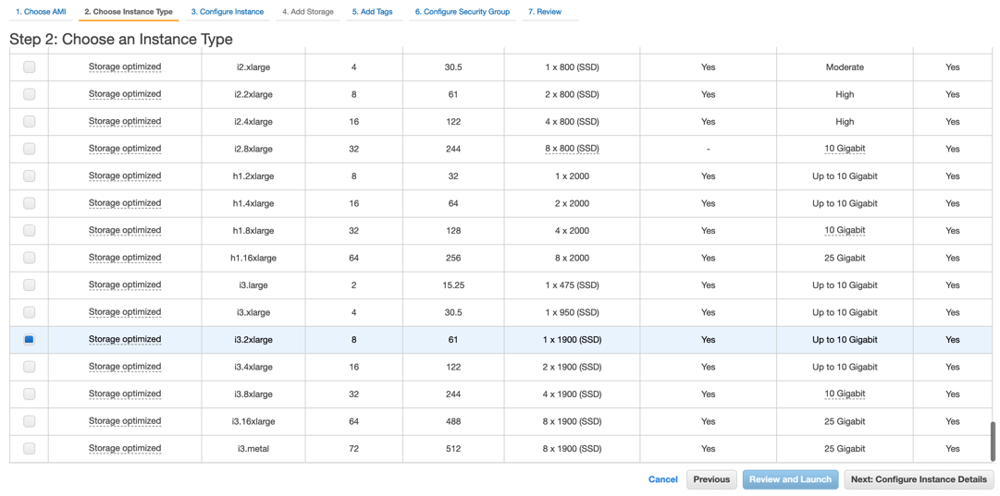 1. Choose AMI 2. Choose Instance Type 3. Configure Instance 4. Add Storage 5. Add Tags 6. Configure Security Group 7. Review
Step 2: Choose an Instance Type
Storage optimized i2.xlarge 4 30.5 1 x 800 (SSD) Yes Moderate Yes
Storage optimized i2.2xlarge 8 61 2 x 800 (SSD) Yes High Yes
Storage optimized i2.4xlarge 16 122 4 x 800 (SSD) Yes High Yes
Storage optimized i2.8xlarge 32 244 8 x 800 (SSD) - 10 Gigabit Yes
Storage optimized h1.2xlarge 8 32 1 x 2000 Yes Up to 10 Gigabit Yes
Storage optimized h1.4xlarge 16 64 2 x 2000 Yes Up to 10 Gigabit Yes
Storage optimized h1.8xlarge 32 128 4 x 2000 Yes 10 Gigabit Yes
Storage optimized h1.16xlarge 64 256 8 x 2000 Yes 25 Gigabit Yes
Storage optimized i3.large 2 15.25 1 x 475 (SSD) Yes Up to 10 Gigabit Yes
Storage optimized i3.xlarge 4 30.5 1 x 950 (SSD) Yes Up to 10 Gigabit Yes
Storage optimized i3.2xlarge 8 61 1 x 1900 (SSD) Yes Up to 10 Gigabit Yes
Storage optimized i3.4xlarge 16 122 2 x 1900 (SSD) Yes Up to 10 Gigabit Yes
Storage optimized i3.8xlarge 32 244 4 x 1900 (SSD) Yes 10 Gigabit Yes
Storage optimized i3.16xlarge 64 488 8 x 1900 (SSD) Yes 25 Gigabit Yes
Storage optimized i3.metal 72 512 8 x 1900 (SSD) Yes 25 Gigabit Yes
Cancel Previous Review and Launch Next: Configure Instance Details